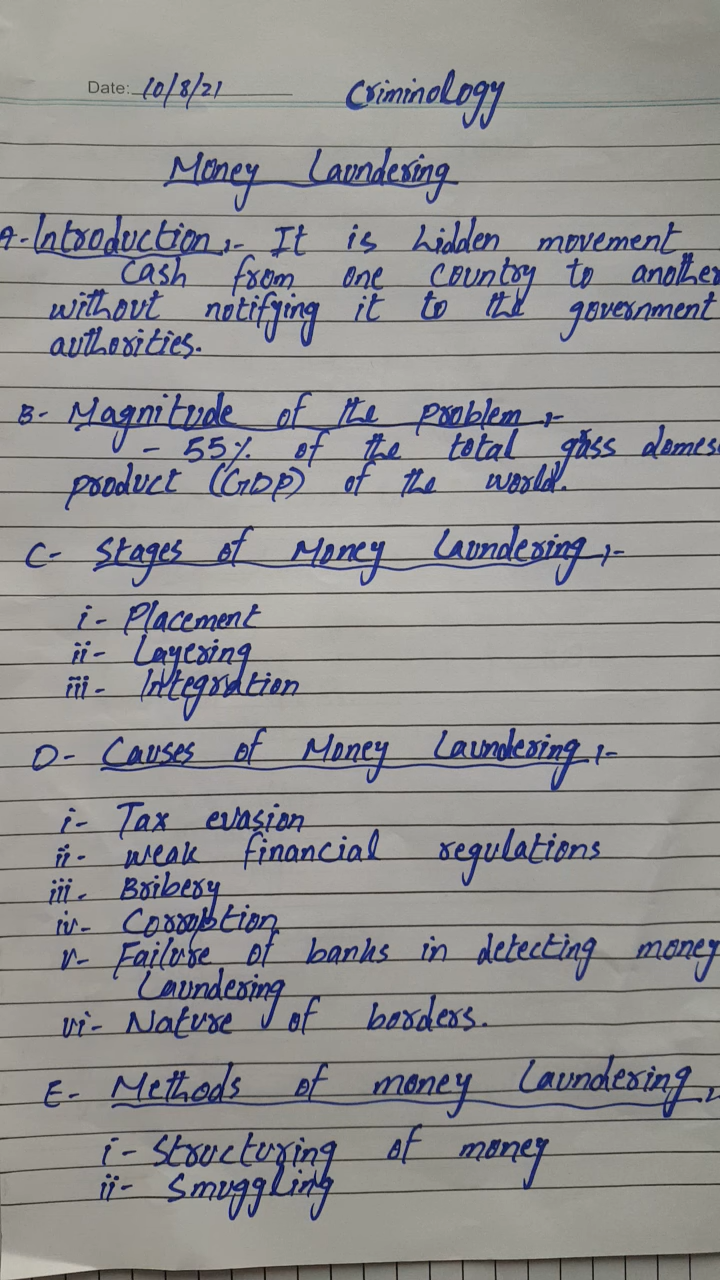 Date: 10/8/21 Criminology
Money Laundering
A- Introduction :- It is hidden movement
cash from one country to another
without notifying it to the government
authorities.
B- Magnitude of the problem :-
- 55% of the total gross domes
product (GDP) of the world.
C- Stages of Money Laundering :-
i- Placement
ii- Layering
iii- Integration
D- Causes of Money Laundering :-
i- Tax evasion
ii- weak financial regulations
iii- Bribery
iv- Corruption
v- Failure of banks in detecting money
Laundering
vi- Nature of borders.
E- Methods of money Laundering :-
i- Structuring of money
ii- Smuggling